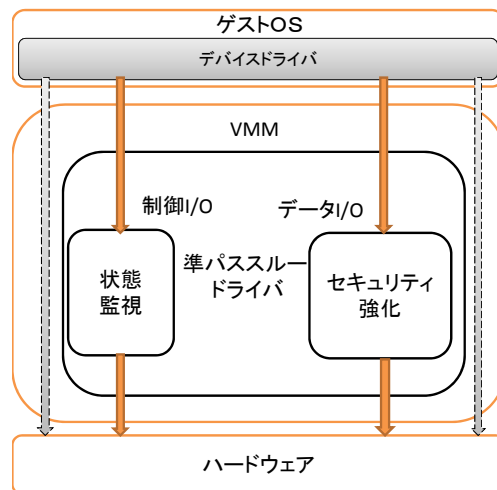 ゲストOS
デバイスドライバ
VMM
制御I/O
データI/O
状態
監視
準パススルー
ドライバ
セキュリティ
強化
ハードウェア